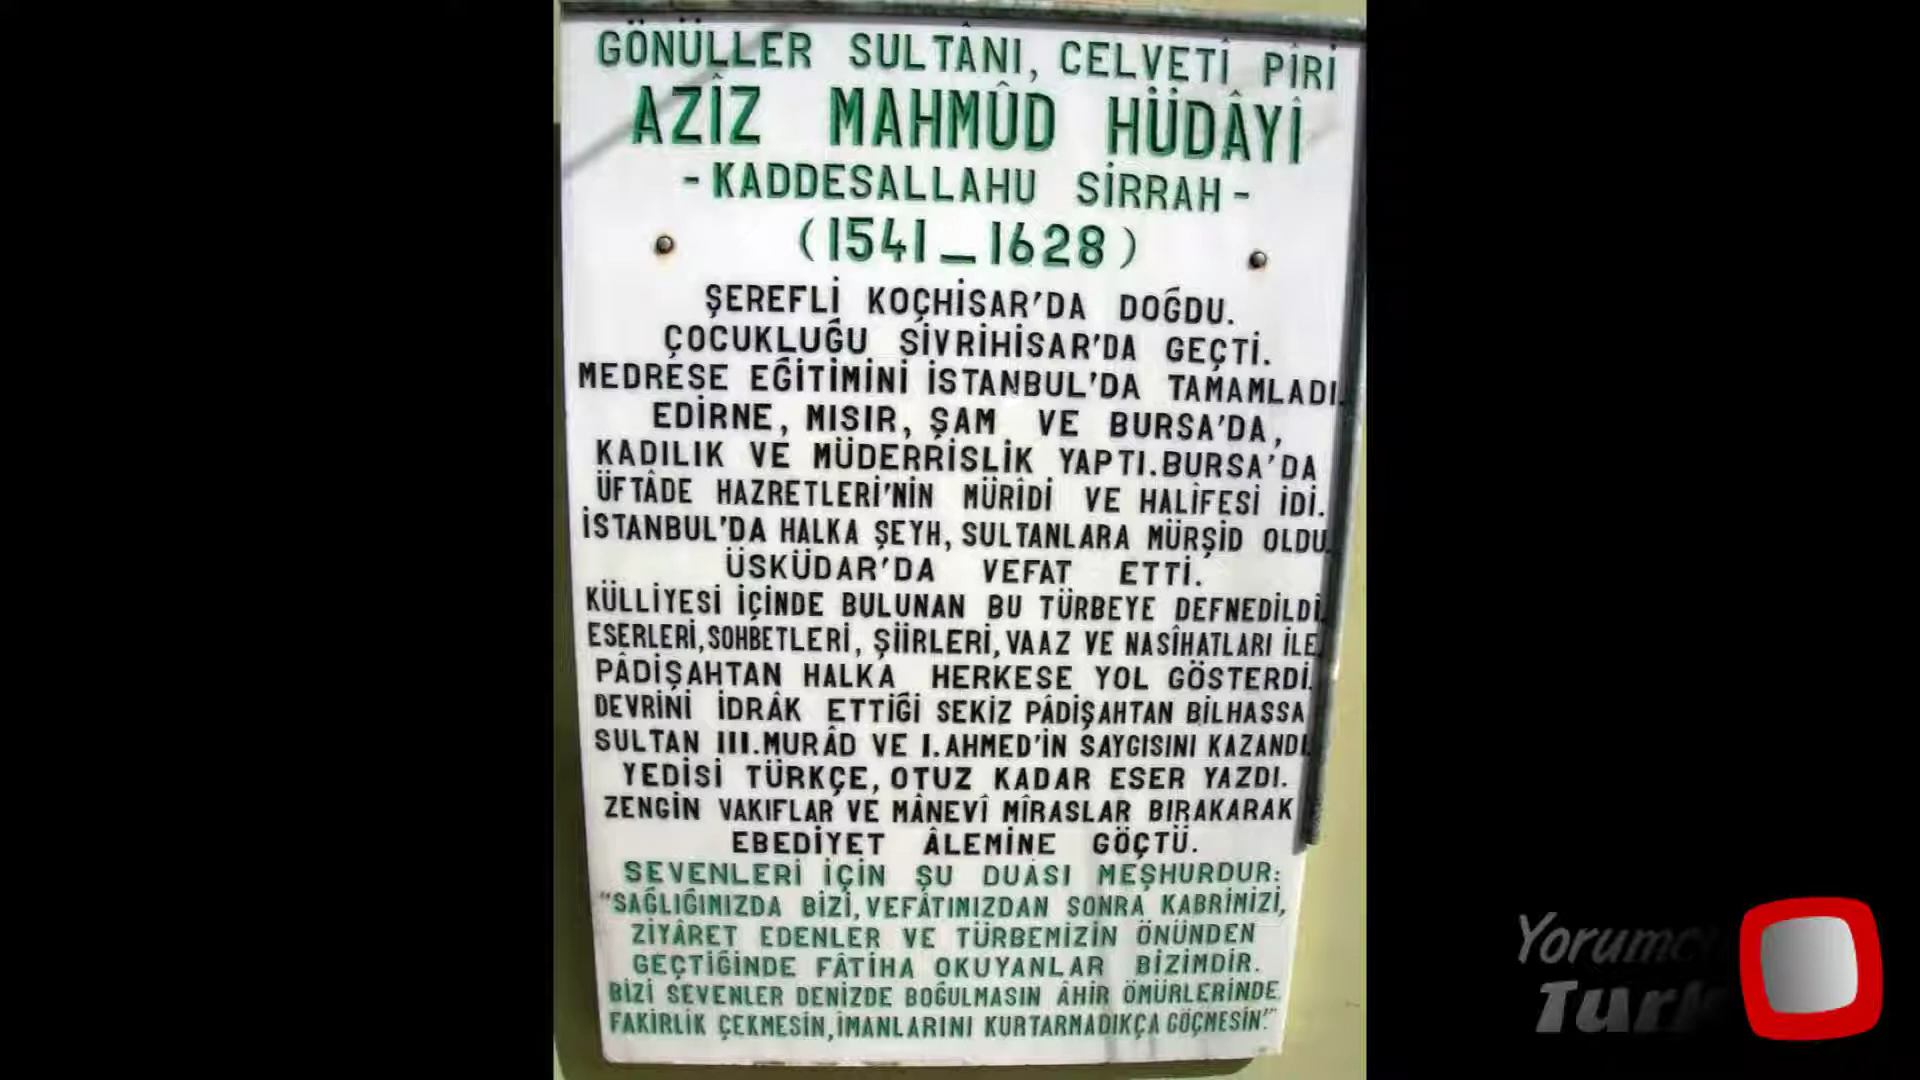 GÖNÜLLER SULTÂNI, CELVETÎ PÎRİ
AZÎZ MAHMÛD HÜDÂYÎ
-KADDESALLAHU SİRRAH-
(1541_1628)
ŞEREFLİ KOÇHİSAR'DA DOĞDU.
ÇOCUKLUĞU SİVRİHİSAR'DA GEÇTİ.
MEDRESE EĞİTİMİNİ İSTANBUL'DA TAMAMLADI.
EDİRNE, MISIR, ŞAM VE BURSA'DA,
KADILIK VE MÜDERRİSLİK YAPTI.BURSA'DA
ÜFTÂDE HAZRETLERİ'NİN MÜRÎDİ VE HALÎFESİ İDİ.
İSTANBUL'DA HALKA ŞEYH, SULTANLARA MÜRŞİD OLDU.
ÜSKÜDAR'DA VEFAT ETTİ.
KÜLLİYESİ İÇİNDE BULUNAN BU TÜRBEYE DEFNEDİLDİ.
ESERLERİ,SOHBETLERİ, ŞİİRLERİ,VAAZ VE NASÎHATLARI İLE
PÂDİŞAHTAN HALKA HERKESE YOL GÖSTERDİ.
DEVRİNİ İDRÂK ETTİĞİ SEKİZ PÂDİŞAHTAN BİLHASSA
SULTAN III.MURÂD VE I.AHMED'İN SAYGISINI KAZANDI.
YEDİSİ TÜRKÇE, OTUZ KADAR ESER YAZDI.
ZENGİN VAKIFLAR VE MÂNEVÎ MÎRASLAR BIRAKARAK
EBEDİYET ÂLEMİNE GÖÇTÜ.
SEVENLERİ İÇİN ŞU DUASI MEŞHURDUR:
"SAĞLIĞIMIZDA BİZİ, VEFÂTIMIZDAN SONRA KABRİMİZİ,
ZİYÂRET EDENLER VE TÜRBEMİZİN ÖNÜNDEN
GEÇTİĞİNDE FÂTİHA OKUYANLAR BİZİMDİR.
BİZİ SEVENLER DENİZDE BOĞULMASIN ÂHİR ÖMÜRLERİNDE
FAKİRLİK ÇEKMESİN,İMANLARINI KURTARMADIKÇA GÖÇMESİN."
Türk